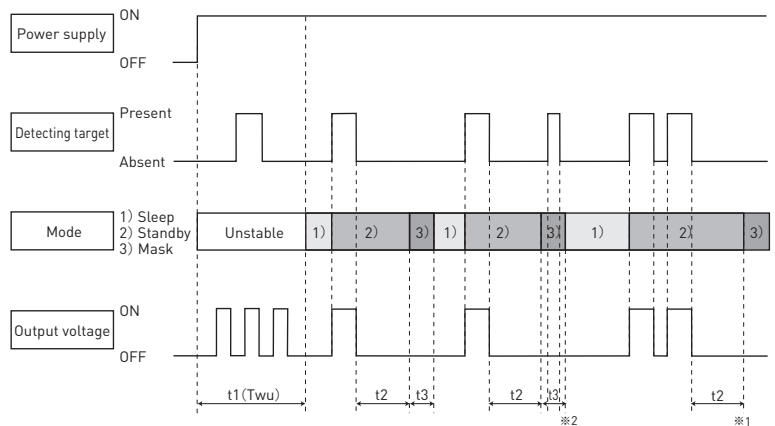 Power supply
ON
OFF
Detecting target
Present
Absent
Mode
1) Sleep
2) Standby
3) Mask
Unstable
1)
2)
3)
1)
2)
3)
1)
2)
3)
Output voltage
ON
OFF
t1(Twu)
t2
t3
t2
t3
t2
※2
※1